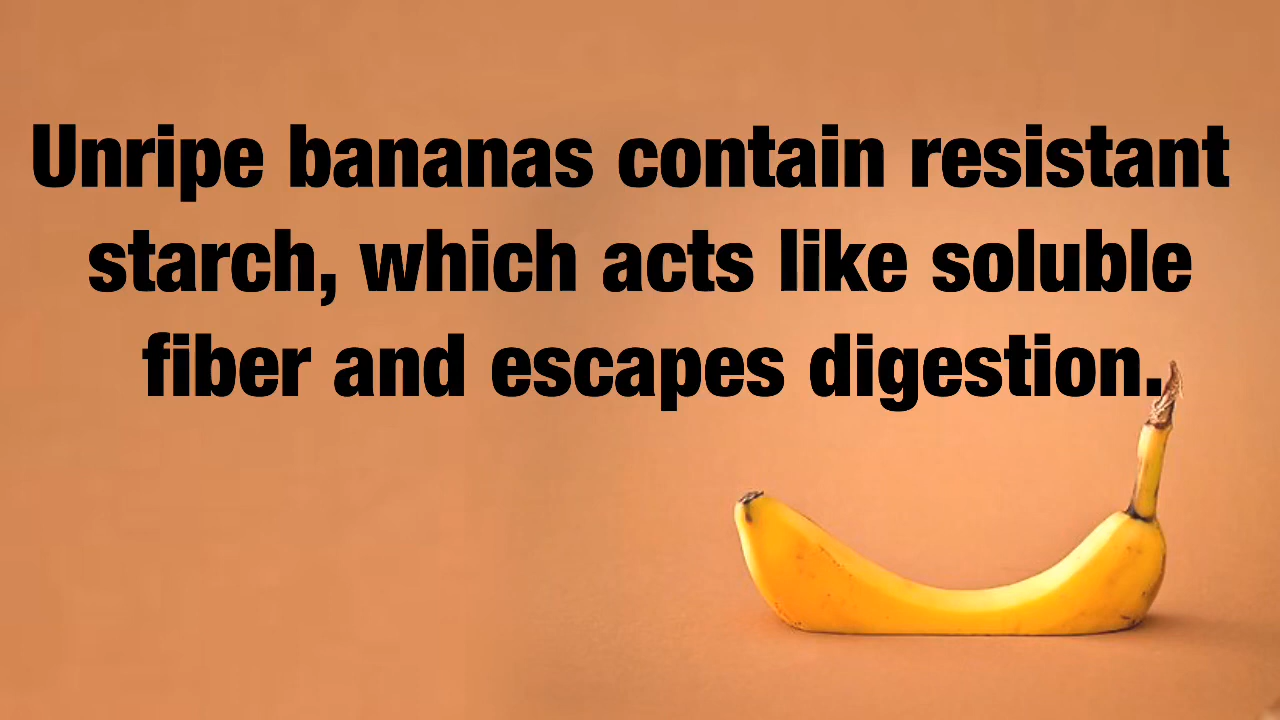 Unripe bananas contain resistant
starch, which acts like soluble
fiber and escapes digestion.